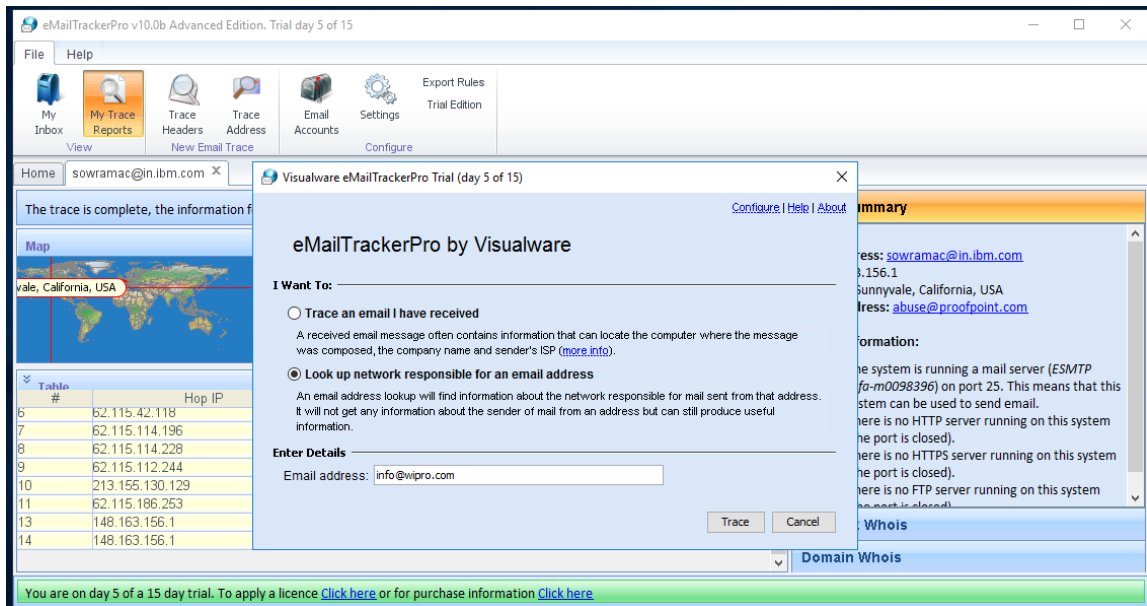 eMailTrackerPro v10.0b Advanced Edition. Trial day 5 of 15
File Help
My Inbox
My Trace Reports
View
Trace Headers
Trace Address
New Email Trace
Email Accounts
Settings
Export Rules
Trial Edition
Configure
Home
sowramac@in.ibm.com X
The trace is complete, the information f
Map
vale, California, USA
Table
# Hop IP
6 62.115.42.118
7 62.115.114.196
8 62.115.114.228
9 62.115.112.244
10 213.155.130.129
11 62.115.186.253
13 148.163.156.1
14 148.163.156.1
Visualware eMailTrackerPro Trial (day 5 of 15)
Configure | Help | About
eMailTrackerPro by Visualware
I Want To:
Trace an email I have received
A received email message often contains information that can locate the computer where the message
was composed, the company name and sender's ISP (more info).
Look up network responsible for an email address
An email address lookup will find information about the network responsible for mail sent from that address.
It will not get any information about the sender of mail from an address but can still produce useful
information.
Enter Details
Email address: info@wipro.com
Trace Cancel
mmary
ress: sowramac@in.ibm.com
3.156.1
Sunnyvale, California, USA
dress: abuse@proofpoint.com
formation:
he system is running a mail server (ESMTP
fa-m0098396) on port 25. This means that this
stem can be used to send email.
here is no HTTP server running on this system
he port is closed).
here is no HTTPS server running on this system
he port is closed).
here is no FTP server running on this system
he port is closed)
Whois
Domain Whois
You are on day 5 of a 15 day trial. To apply a licence Click here or for purchase information Click here